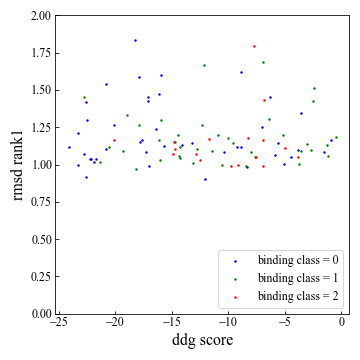 2.00
1.75
1.50
1.25
1.00
0.75
0.50
0.25
0.00
rmsd rank1
binding class = 0
binding class = 1
binding class = 2
−25 −20 −15 −10 −5 0
ddg score